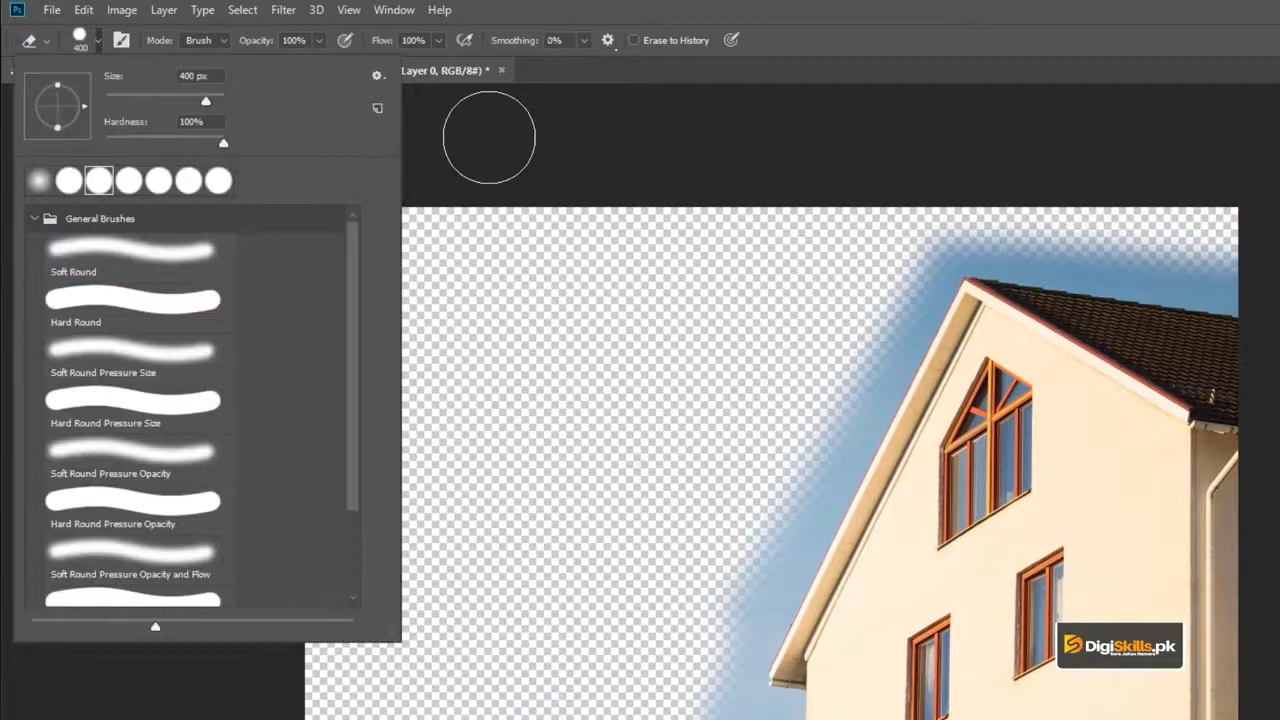 Ps File Edit Image Layer Type Select Filter 3D View Window Help
400 Mode: Brush Opacity: 100% Flow: 100% Smoothing: 0% Erase to History
Layer 0, RGB/8#) *
Size: 400 px
Hardness: 100%
General Brushes
Soft Round
Hard Round
Soft Round Pressure Size
Hard Round Pressure Size
Soft Round Pressure Opacity
Hard Round Pressure Opacity
Soft Round Pressure Opacity and Flow
DigiSkills.pk
Sara Jahan Hamara